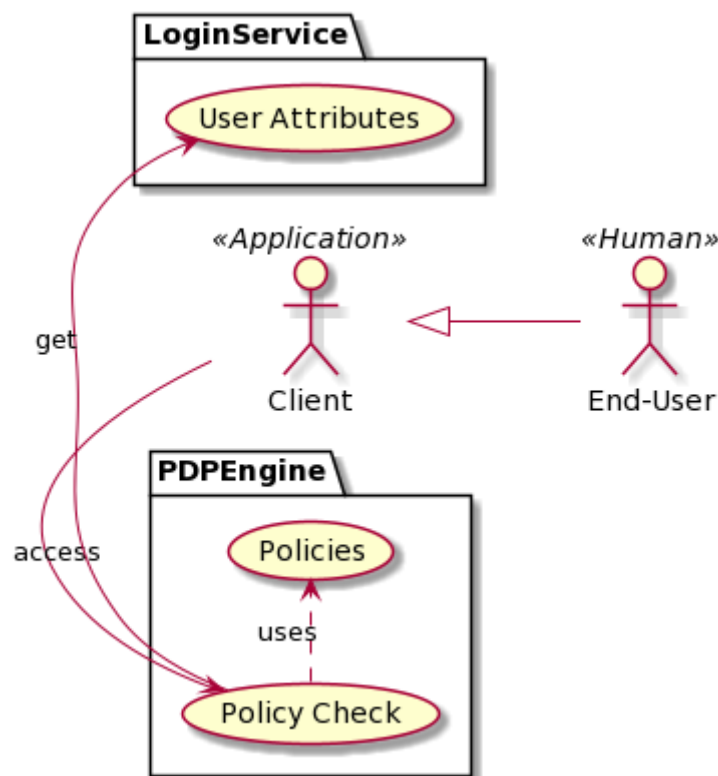 LoginService
User Attributes
«Application»
«Human»
get
Client
End-User
PDPEngine
Policies
access
uses
Policy Check